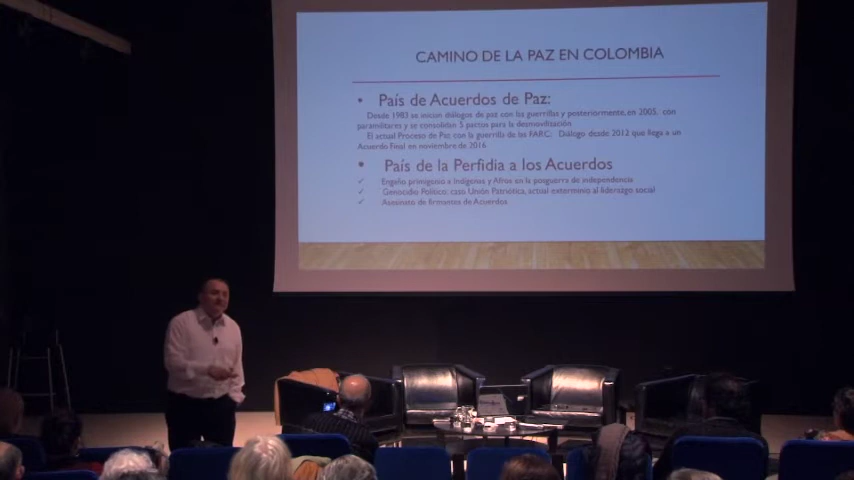 CAMINO DE LA PAZ EN COLOMBIA
• País de Acuerdos de Paz:
Desde 1983 se inician diálogos de paz con las guerrillas y posteriormente, en 2005, con
paramilitares y se consolidan 5 pactos para la desmovilización
El actual Proceso de Paz con la guerrilla de las FARC: Diálogo desde 2012 que llega a un
Acuerdo Final en noviembre de 2016
• País de la Perfidia a los Acuerdos
✓ Engaño primigenio a Indígenas y Afros en la posguerra de independencia
✓ Genocidio Político: caso Unión Patriótica, actual exterminio al liderazgo social
✓ Asesinato de firmantes de Acuerdos